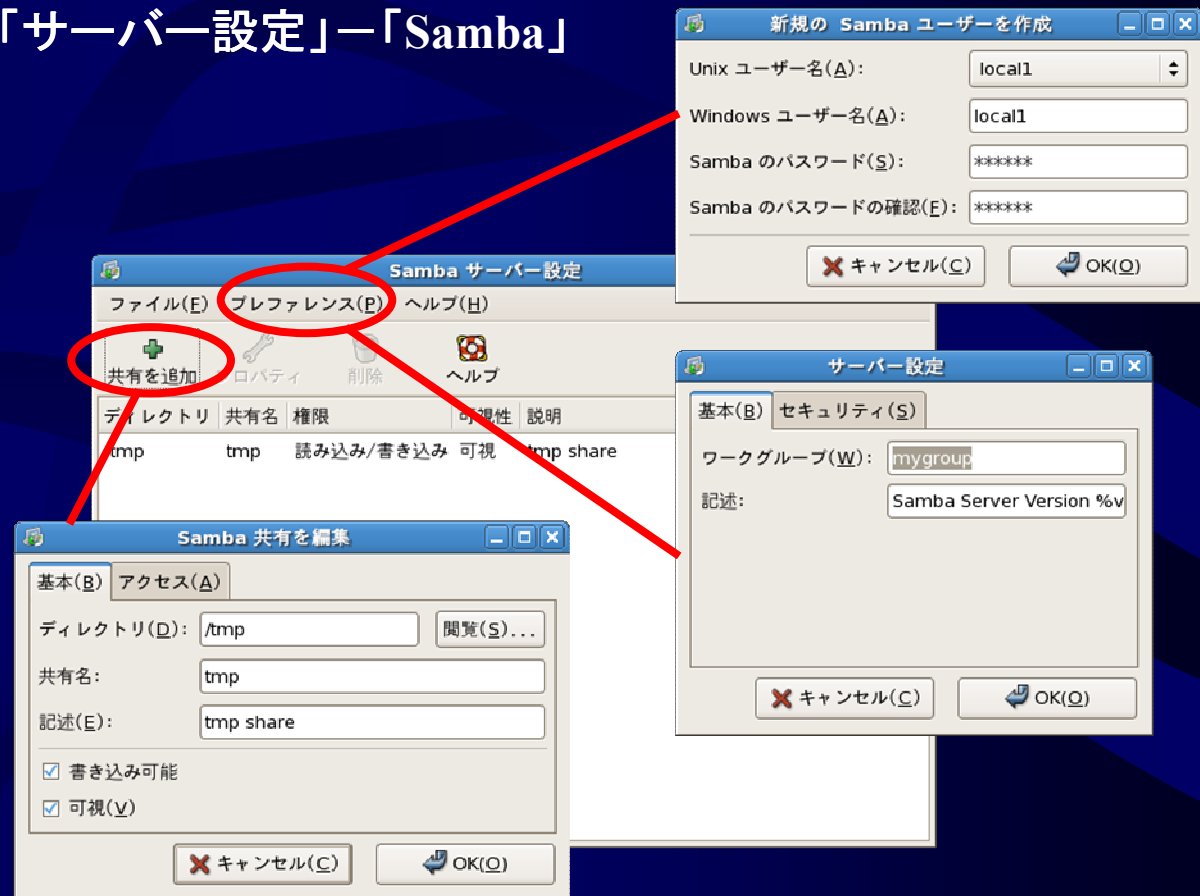 「サーバー設定」－「Samba」
新規の Samba ユーザーを作成
Unix ユーザー名(A): local1
Windows ユーザー名(A): local1
Samba のパスワード(S): ******
Samba のパスワードの確認(F): ******
キャンセル(C) OK(O)
Samba サーバー設定
ファイル(F) プレファレンス(P) ヘルプ(H)
共有を追加 ロパティ 削除 ヘルプ
ディレクトリ 共有名 権限 可視性 説明
tmp tmp 読み込み/書き込み 可視 tmp share
サーバー設定
基本(B) セキュリティ(S)
ワークグループ(W): mygroup
記述: Samba Server Version %v
キャンセル(C) OK(O)
Samba 共有を編集
基本(B) アクセス(A)
ディレクトリ(D): /tmp 閲覧(S)...
共有名: tmp
記述(E): tmp share
書き込み可能
可視(V)
キャンセル(C) OK(O)